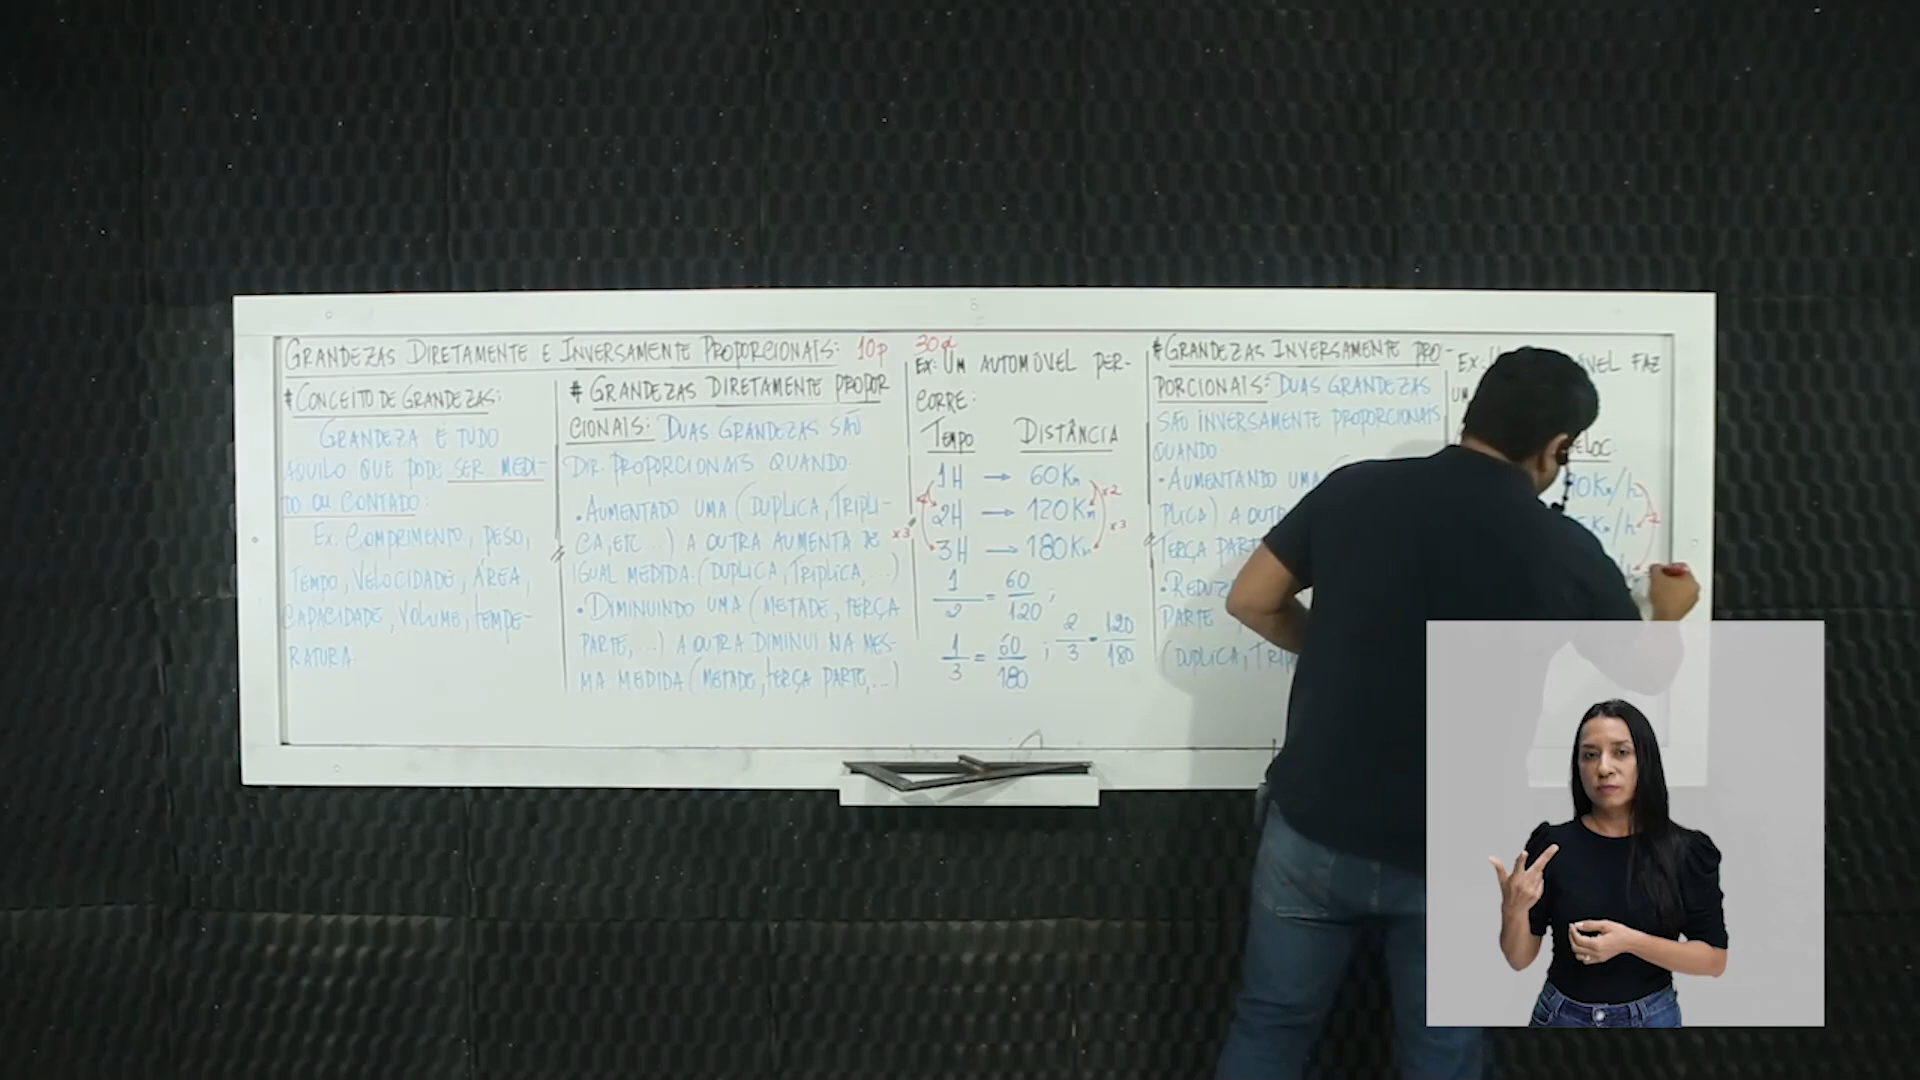 GRANDEZAS DIRETAMENTE E INVERSAMENTE PROPORCIONAIS: 10p 30d
# CONCEITO DE GRANDEZAS:
GRANDEZA É TUDO
AQUILO QUE PODE SER MEDI-
DO OU CONTADO:
EX: COMPRIMENTO, PESO,
TEMPO, VELOCIDADE, ÁREA,
CAPACIDADE, VOLUME, TEMPE-
RATURA.
# GRANDEZAS DIRETAMENTE PROPOR
CIONAIS: DUAS GRANDEZAS SÃO
DIR. PROPORCIONAIS QUANDO:
• AUMENTADO UMA (DUPLICA, TRIPLI-
CA, ETC...) A OUTRA AUMENTA DE
IGUAL MEDIDA. (DUPLICA, TRIPLICA, ...)
• DIMINUINDO UMA (METADE, TERÇA
PARTE, ...) A OUTRA DIMINUI NA MES-
MA MEDIDA (METADE, TERÇA PARTE, ...)
EX: UM AUTOMÓVEL PER-
CORRE:
TEMPO DISTÂNCIA
1H → 60Km x2
2H → 120Km
x3 3H → 180Km x3
1/2 = 60/120 ;
1/3 = 60/180 ; 2/3 = 120/180
# GRANDEZAS INVERSAMENTE PRO-
PORCIONAIS: DUAS GRANDEZAS
SÃO INVERSAMENTE PROPORCIONAIS
QUANDO:
• AUMENTANDO UMA
PLICA) A OUTR
TERÇA PART
• REDUZ
PARTE
(DUPLICA, TRIP
EX: VEL FAZ
UM
ELOC.
Km/h
Km/h